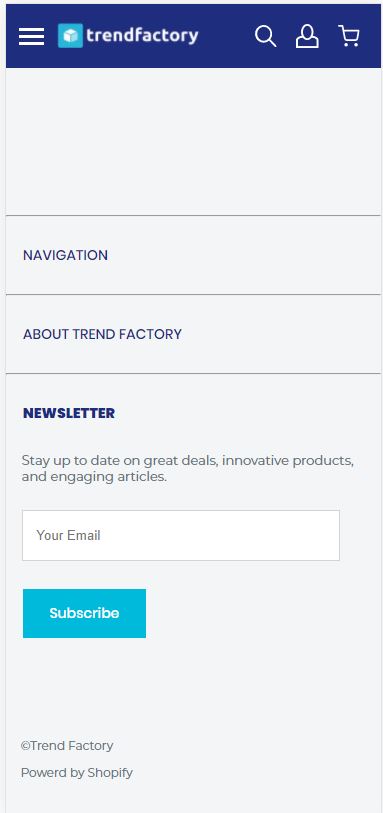 trendfactory
NAVIGATION
ABOUT TREND FACTORY
NEWSLETTER
Stay up to date on great deals, innovative products,
and engaging articles.
Your Email
Subscribe
©Trend Factory
Powerd by Shopify